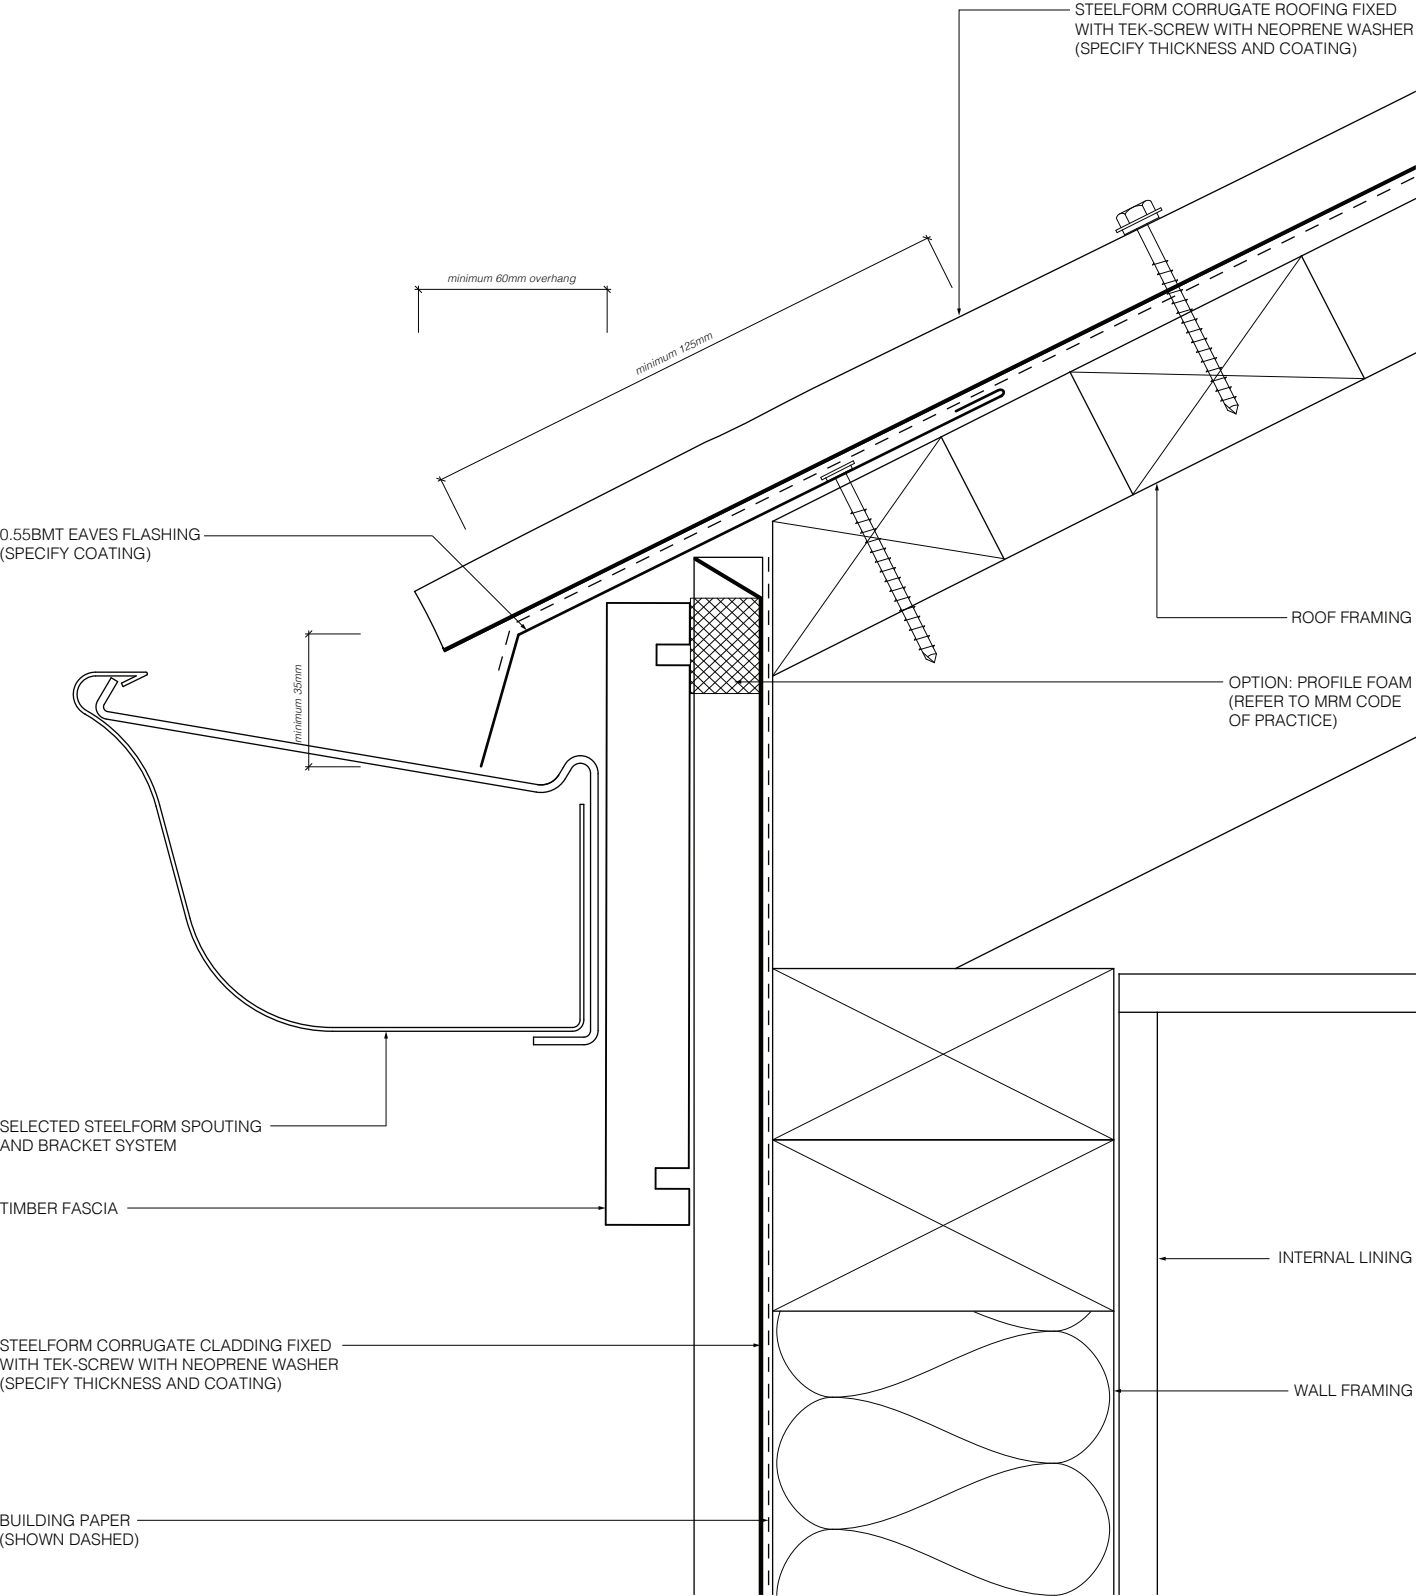 STEELFORM CORRUGATE ROOFING FIXED
WITH TEK-SCREW WITH NEOPRENE WASHER
(SPECIFY THICKNESS AND COATING)
minimum 60mm overhang
minimum 125mm
0.55BMT EAVES FLASHING
(SPECIFY COATING)
ROOF FRAMING
minimum 35mm
OPTION: PROFILE FOAM
(REFER TO MRM CODE
OF PRACTICE)
SELECTED STEELFORM SPOUTING
AND BRACKET SYSTEM
TIMBER FASCIA
INTERNAL LINING
STEELFORM CORRUGATE CLADDING FIXED
WITH TEK-SCREW WITH NEOPRENE WASHER
(SPECIFY THICKNESS AND COATING)
WALL FRAMING
BUILDING PAPER
(SHOWN DASHED)